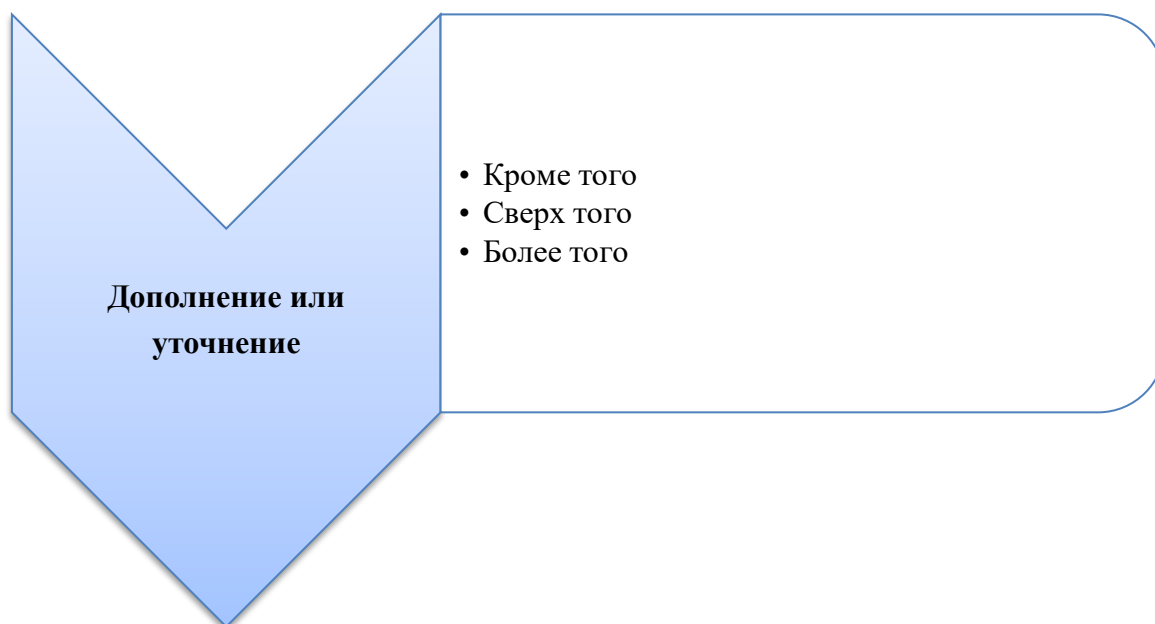 • Кроме того
• Сверх того
• Более того
Дополнение или
уточнение